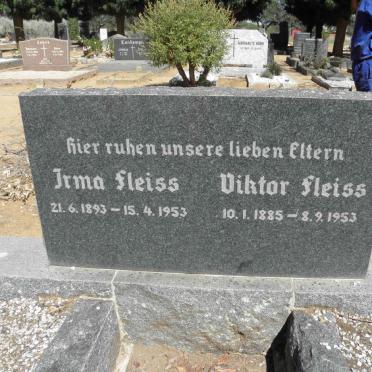 hier ruhen unsere lieben Eltern
Irma Fleiss Viktor Fleiss
21.6.1893 – 15.4.1953 10.1.1885 – 8.9.1953